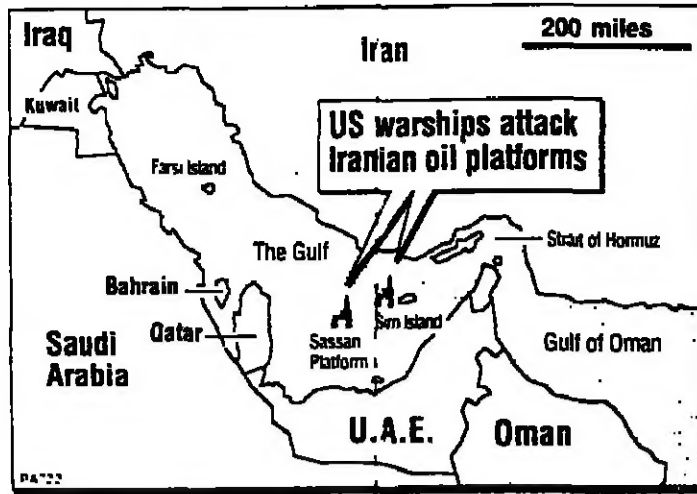 Iraq
Iran
200 miles
Kuwait
US warships attack
Iranian oil platforms
Farsi Island
The Gulf
Strait of Hormuz
Bahrain
Sirri Island
Qatar
Sassan
Platform
Saudi
Arabia
Gulf of Oman
U.A.E.
Oman